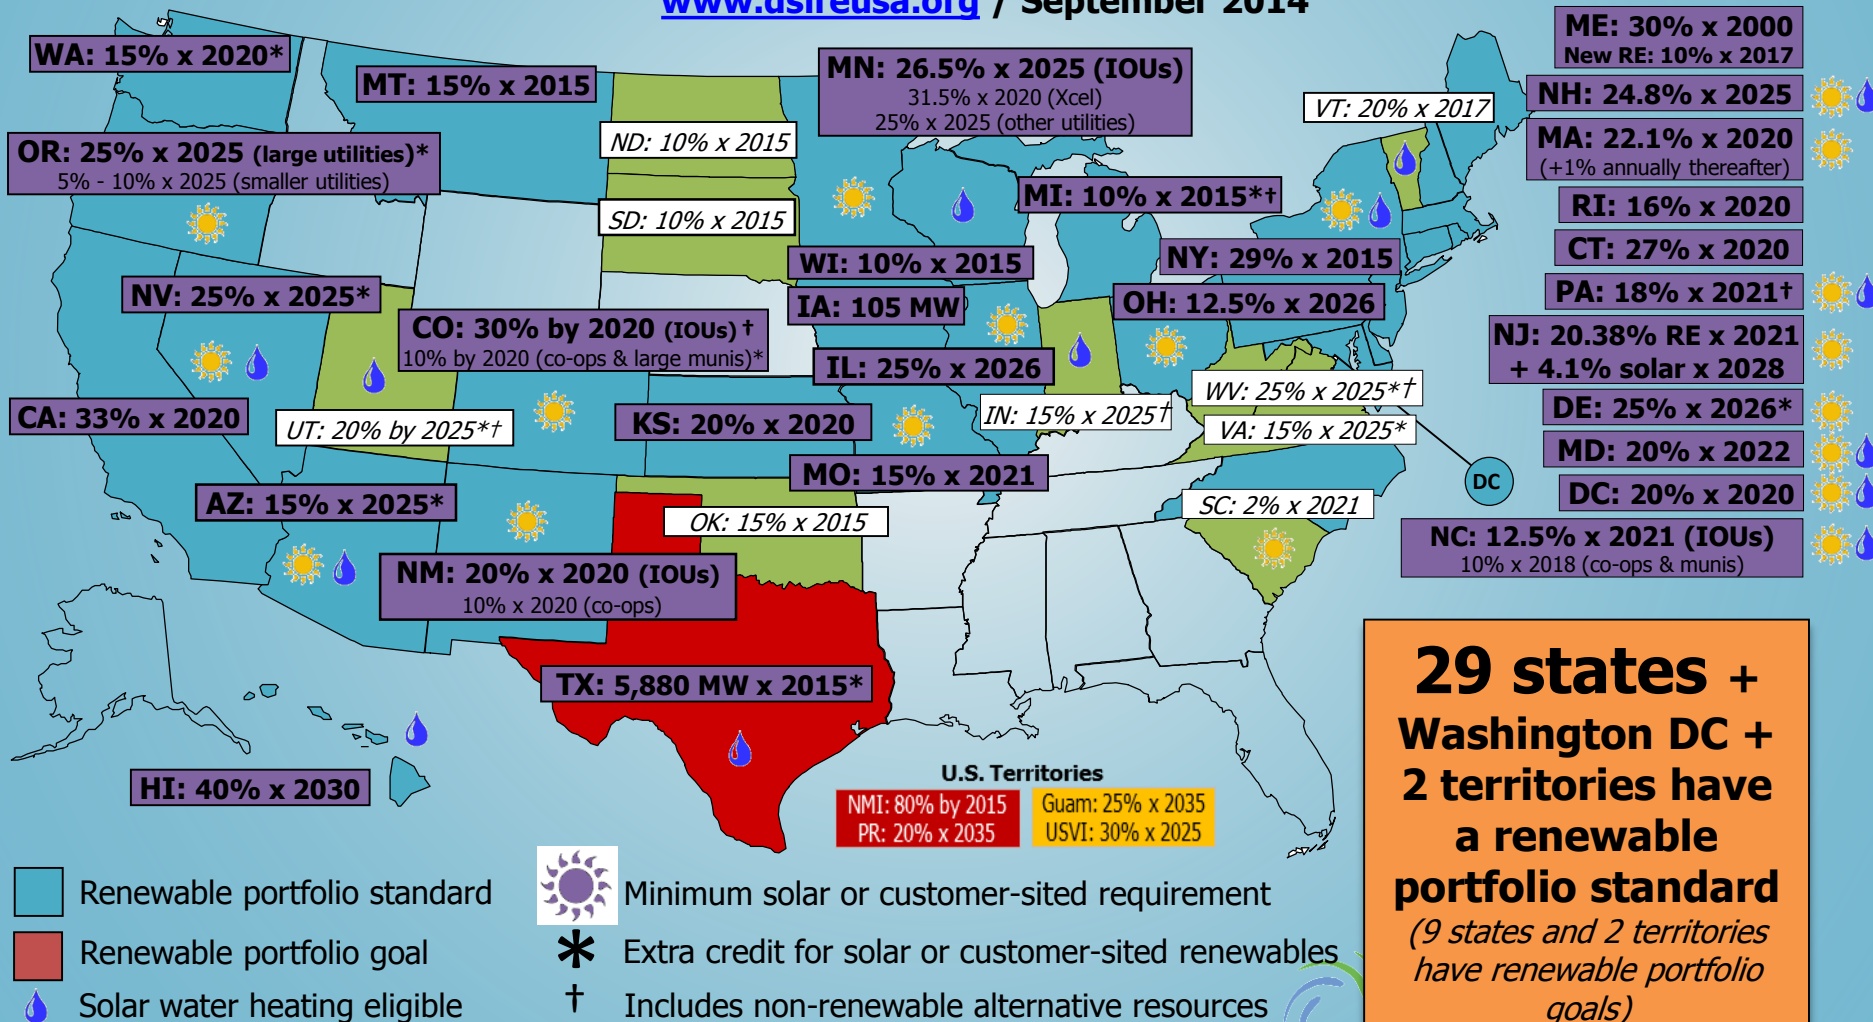 www.dsireusa.org / September 2014
WA: 15% x 2020*
MT: 15% x 2015
MN: 26.5% x 2025 (IOUs)
31.5% x 2020 (Xcel)
25% x 2025 (other utilities)
ME: 30% x 2000
New RE: 10% x 2017
NH: 24.8% x 2025
VT: 20% x 2017
MA: 22.1% x 2020
(+1% annually thereafter)
ND: 10% x 2015
OR: 25% x 2025 (large utilities)*
5% - 10% x 2025 (smaller utilities)
SD: 10% x 2015
MI: 10% x 2015*†
RI: 16% x 2020
WI: 10% x 2015
NY: 29% x 2015
CT: 27% x 2020
NV: 25% x 2025*
IA: 105 MW
OH: 12.5% x 2026
PA: 18% x 2021†
CO: 30% by 2020 (IOUs) †
10% by 2020 (co-ops & large munis)*
NJ: 20.38% RE x 2021
+ 4.1% solar x 2028
IL: 25% x 2026
WV: 25% x 2025*†
CA: 33% x 2020
UT: 20% by 2025*†
KS: 20% x 2020
IN: 15% x 2025†
VA: 15% x 2025*
DE: 25% x 2026*
MD: 20% x 2022
MO: 15% x 2021
DC
DC: 20% x 2020
AZ: 15% x 2025*
OK: 15% x 2015
SC: 2% x 2021
NC: 12.5% x 2021 (IOUs)
10% x 2018 (co-ops & munis)
NM: 20% x 2020 (IOUs)
10% x 2020 (co-ops)
TX: 5,880 MW x 2015*
HI: 40% x 2030
U.S. Territories
NMI: 80% by 2015
PR: 20% x 2035
Guam: 25% x 2035
USVI: 30% x 2025
29 states +
Washington DC +
2 territories have
a renewable
portfolio standard
(9 states and 2 territories
have renewable portfolio
goals)
Renewable portfolio standard
Renewable portfolio goal
Solar water heating eligible
Minimum solar or customer-sited requirement
* Extra credit for solar or customer-sited renewables
† Includes non-renewable alternative resources